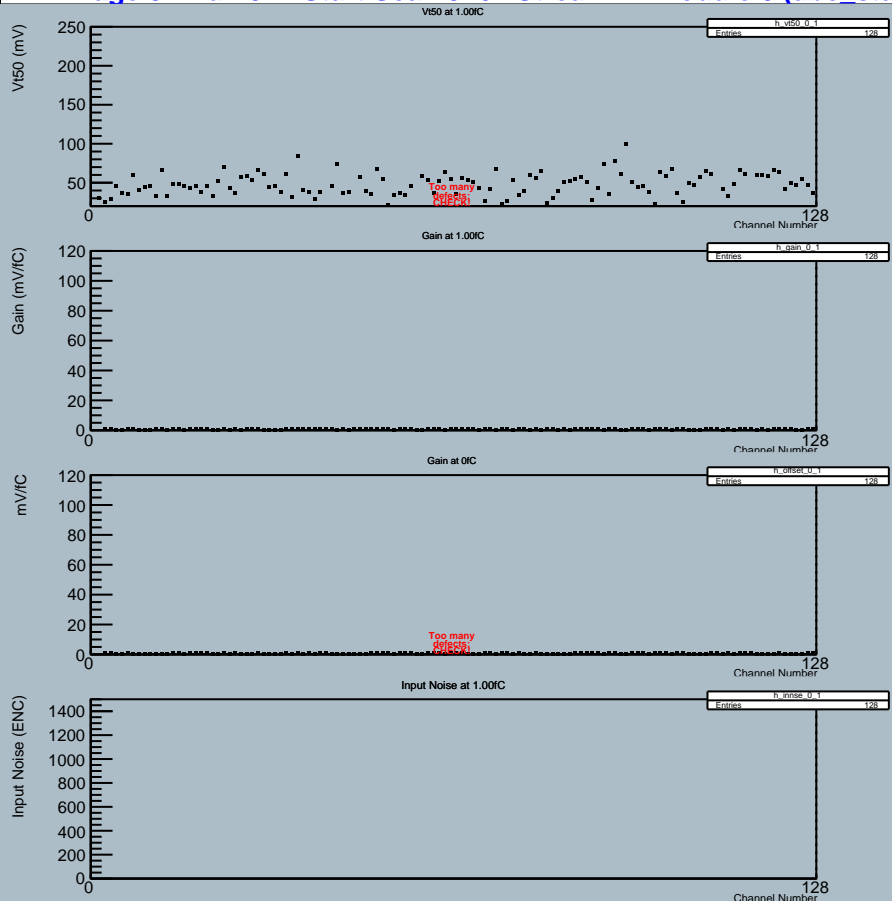 Vt50 at 1.00fC
h_vt50_0_1
Entries 128
Vt50 (mV)
250
200
150
100
50
Too many
defects:
CHECK!
0
128
Channel Number
Gain at 1.00fC
h_gain_0_1
Entries 128
Gain (mV/fC)
120
100
80
60
40
20
0
0
128
Channel Number
Gain at 0fC
h_offset_0_1
Entries 128
mV/fC
120
100
80
60
40
20
Too many
defects:
CHECK!
0
0
128
Channel Number
Input Noise at 1.00fC
h_innse_0_1
Entries 128
Input Noise (ENC)
1400
1200
1000
800
600
400
200
0
0
128
Channel Number